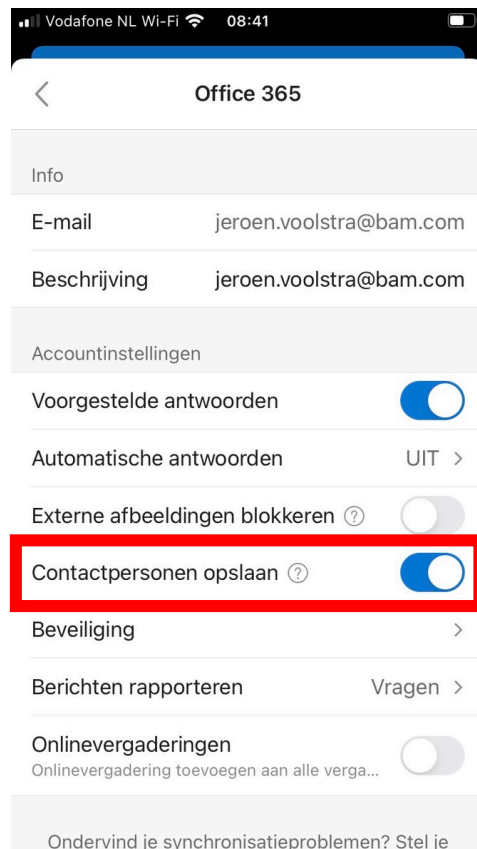 Vodafone NL Wi-Fi 08:41
Office 365
Info
E-mail jeroen.voolstra@bam.com
Beschrijving jeroen.voolstra@bam.com
Accountinstellingen
Voorgestelde antwoorden
Automatische antwoorden UIT >
Externe afbeeldingen blokkeren ?
Contactpersonen opslaan ?
Beveiliging >
Berichten rapporteren Vragen >
Onlinevergaderingen
Onlinevergadering toevoegen aan alle verga...
Ondervind je synchronisatieproblemen? Stel je